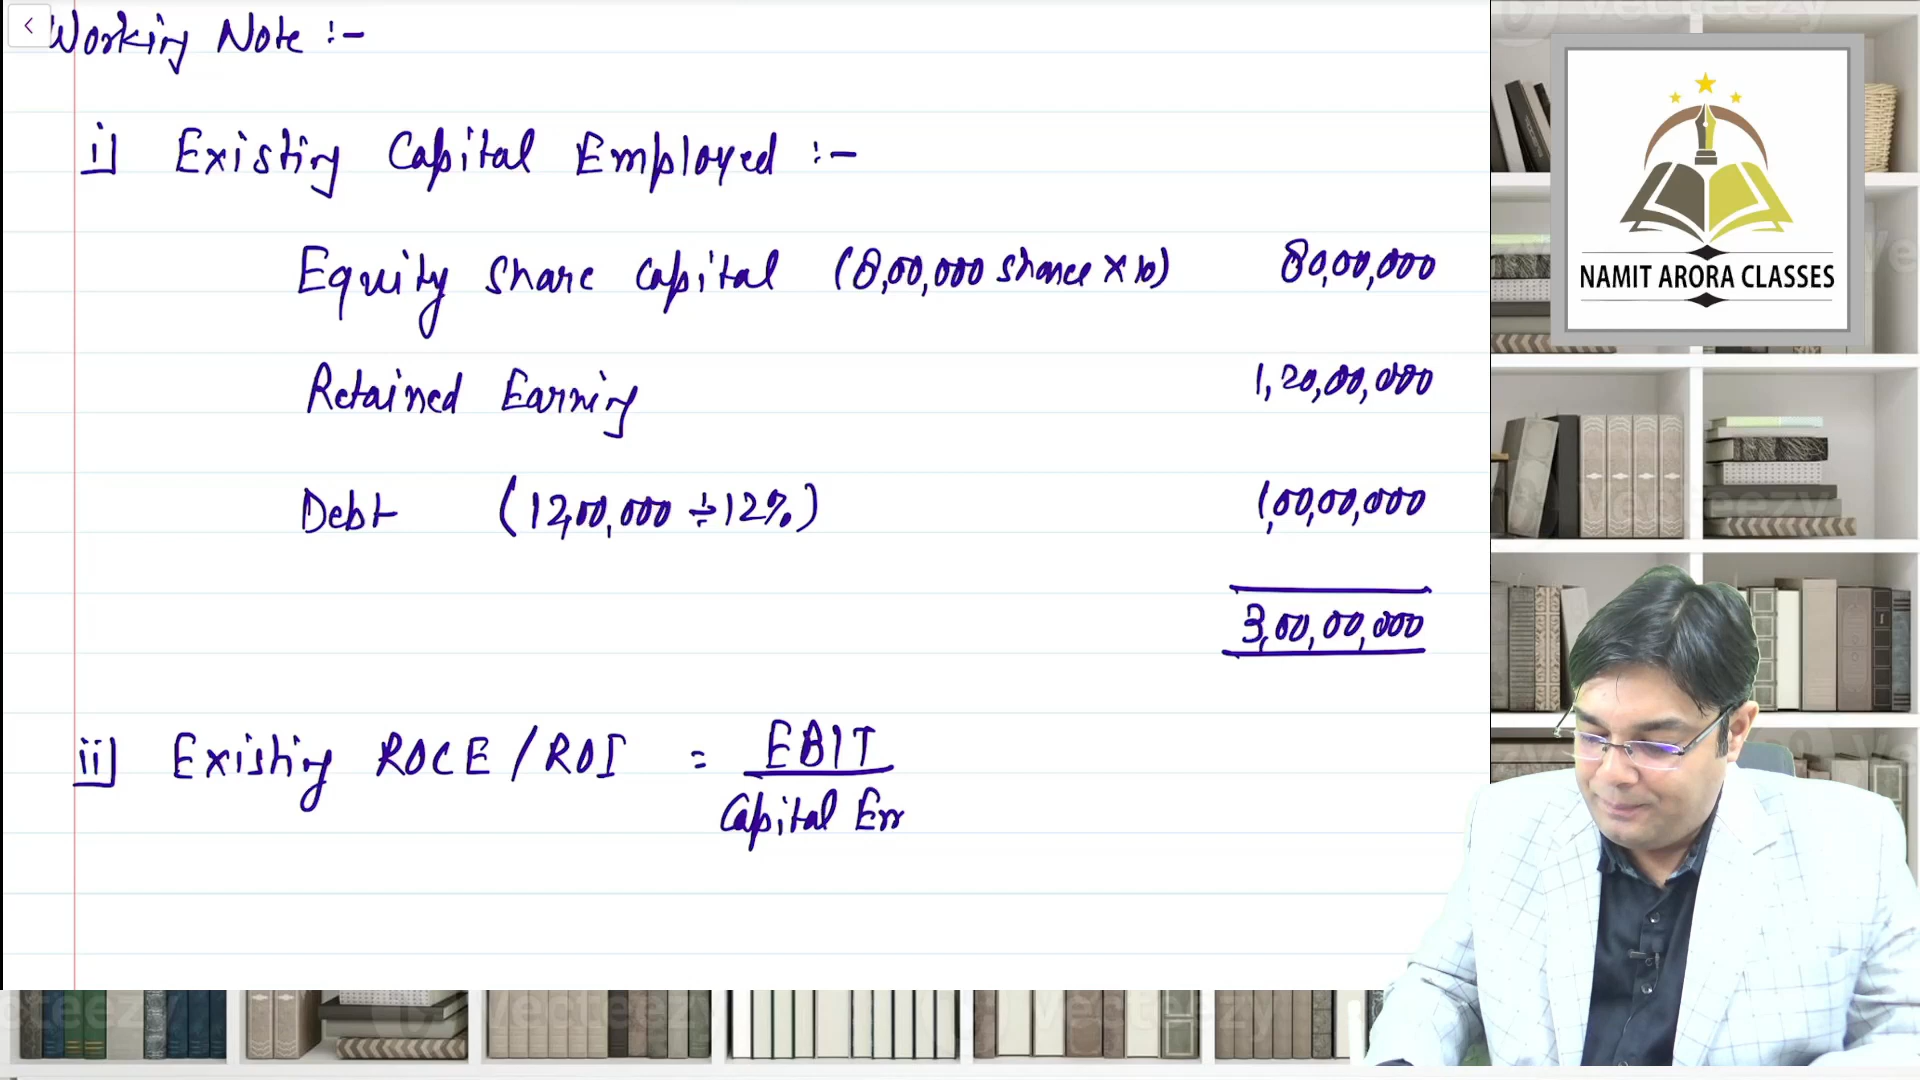 Working Note :-
i] Existing Capital Employed :-
Equity Share Capital (8,00,000 shares × 10) 80,00,000
Retained Earning 1,20,00,000
Debt (12,00,000 ÷ 12%) 1,00,00,000
3,00,00,000
ii] Existing ROCE / ROI = EBIT
Capital Em
NAMIT ARORA CLASSES